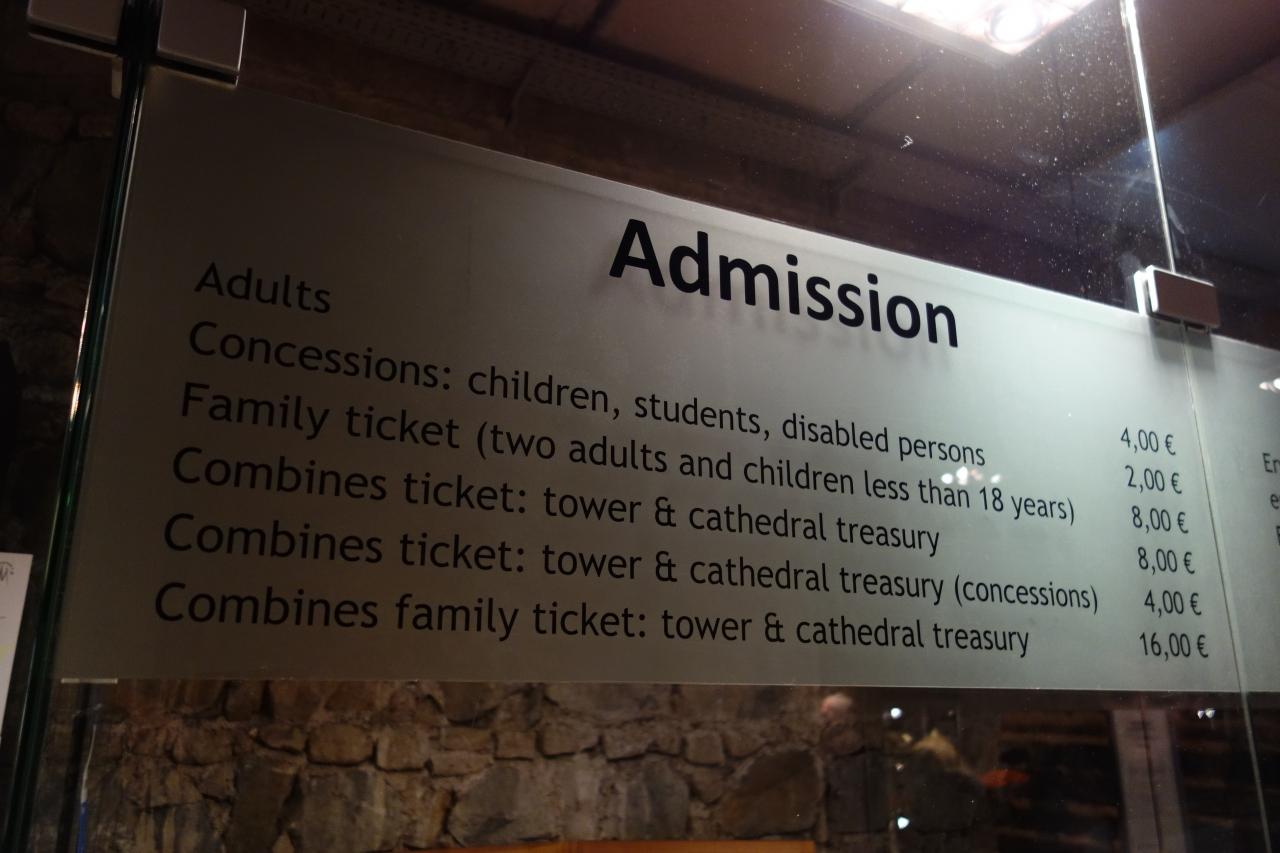 Admission
Adults 4,00 €
Concessions: children, students, disabled persons 2,00 €
Family ticket (two adults and children less than 18 years) 8,00 €
Combines ticket: tower & cathedral treasury 8,00 €
Combines ticket: tower & cathedral treasury (concessions) 4,00 €
Combines family ticket: tower & cathedral treasury 16,00 €